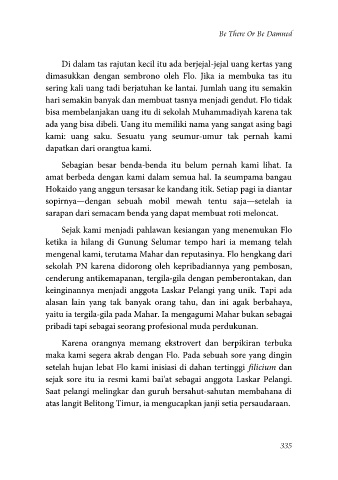 Be There Or Be Damned
Di dalam tas rajutan kecil itu ada berjejal-jejal uang kertas yang
dimasukkan dengan sembrono oleh Flo. Jika ia membuka tas itu
sering kali uang tadi berjatuhan ke lantai. Jumlah uang itu semakin
hari semakin banyak dan membuat tasnya menjadi gendut. Flo tidak
bisa membelanjakan uang itu di sekolah Muhammadiyah karena tak
ada yang bisa dibeli. Uang itu memiliki nama yang sangat asing bagi
kami: uang saku. Sesuatu yang seumur-umur tak pernah kami
dapatkan dari orangtua kami.
Sebagian besar benda-benda itu belum pernah kami lihat. Ia
amat berbeda dengan kami dalam semua hal. Ia seumpama bangau
Hokaido yang anggun tersasar ke kandang itik. Setiap pagi ia diantar
sopirnya—dengan sebuah mobil mewah tentu saja—setelah ia
sarapan dari semacam benda yang dapat membuat roti meloncat.
Sejak kami menjadi pahlawan kesiangan yang menemukan Flo
ketika ia hilang di Gunung Selumar tempo hari ia memang telah
mengenal kami, terutama Mahar dan reputasinya. Flo hengkang dari
sekolah PN karena didorong oleh kepribadiannya yang pembosan,
cenderung antikemapanan, tergila-gila dengan pemberontakan, dan
keinginannya menjadi anggota Laskar Pelangi yang unik. Tapi ada
alasan lain yang tak banyak orang tahu, dan ini agak berbahaya,
yaitu ia tergila-gila pada Mahar. Ia mengagumi Mahar bukan sebagai
pribadi tapi sebagai seorang profesional muda perdukunan.
Karena orangnya memang ekstrovert dan berpikiran terbuka
maka kami segera akrab dengan Flo. Pada sebuah sore yang dingin
setelah hujan lebat Flo kami inisiasi di dahan tertinggi filicium dan
sejak sore itu ia resmi kami bai'at sebagai anggota Laskar Pelangi.
Saat pelangi melingkar dan guruh bersahut-sahutan membahana di
atas langit Belitong Timur, ia mengucapkan janji setia persaudaraan.
335